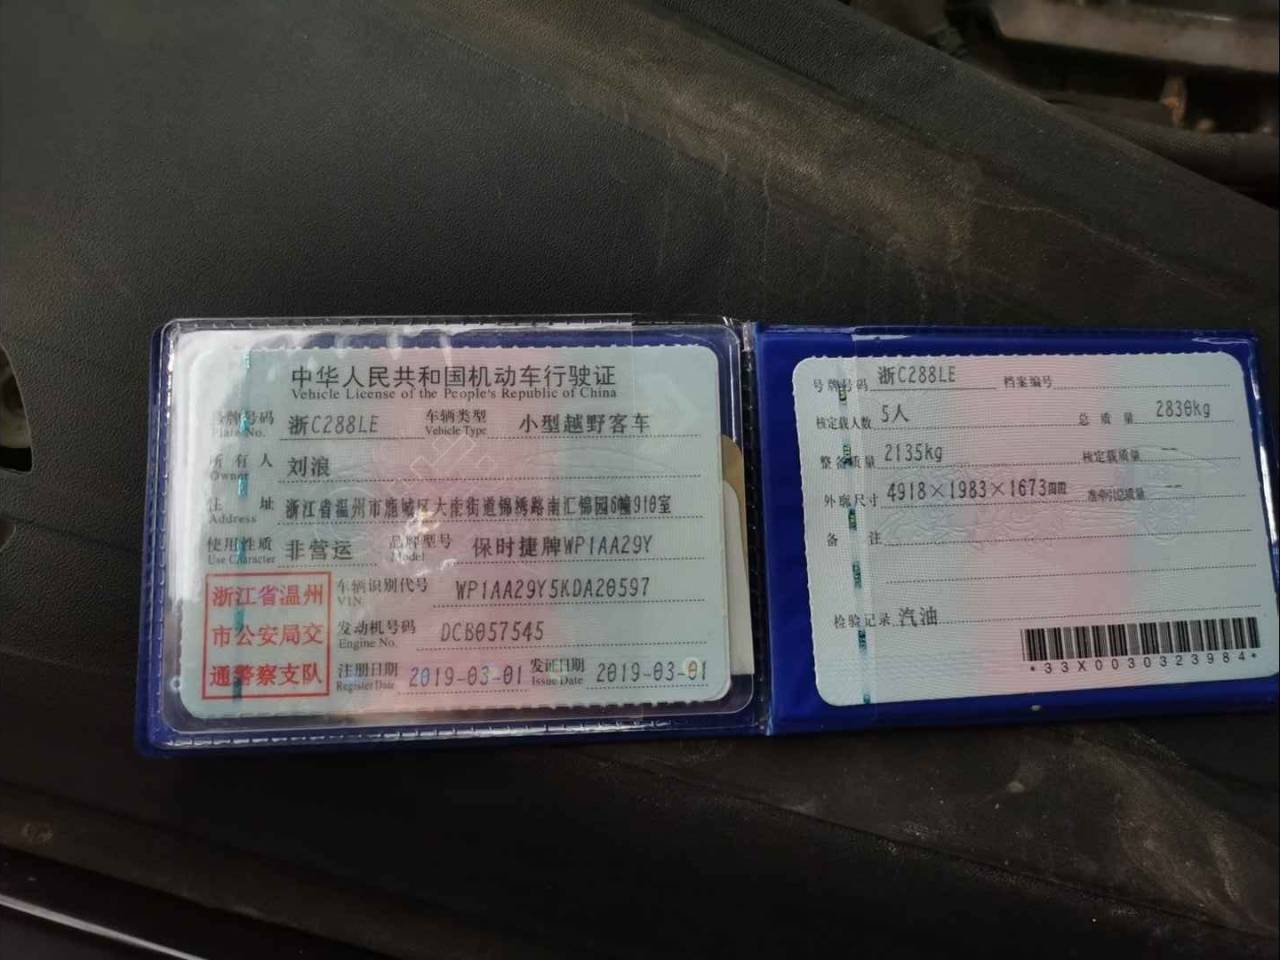 中华人民共和国机动车行驶证
Vehicle License of the People's Republic of China
号牌号码 浙C288LE 车辆类型 小型越野客车
Plate No. Vehicle Type
所有人 刘浪
Owner
住址 浙江省温州市鹿城区大南街道锦绣路南汇锦园6幢910室
Address
使用性质 非营运 品牌型号 保时捷牌WP1AA29Y
Use Character Model
浙江省温州
市公安局交
通警察支队
车辆识别代号 WP1AA29Y5KDA20597
VIN
发动机号码 DCB057545
Engine No.
注册日期 2019-03-01 发证日期 2019-03-01
Register Date Issue Date
号牌号码 浙C288LE 档案编号
核定载人数 5人 总质量 2830kg
整备质量 2135kg 核定载质量 --
外廓尺寸 4918×1983×1673mm 准牵引总质量 --
备注
检验记录 汽油
*33X0030323984*